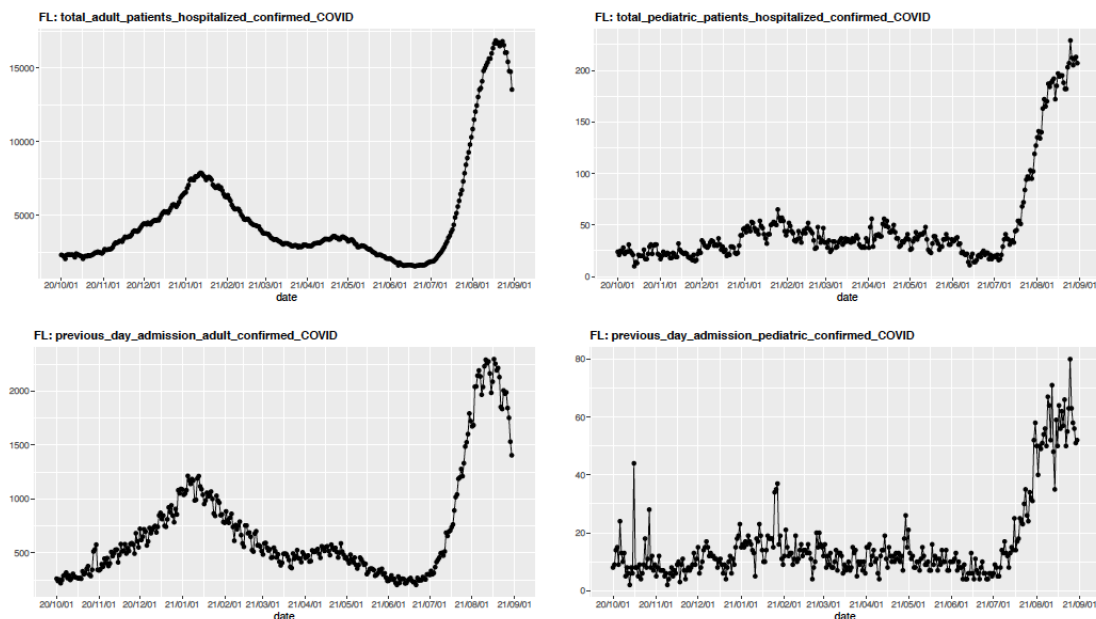 FL: total_adult_patients_hospitalized_confirmed_COVID
15000
10000
5000
20/10/01 20/11/01 20/12/01 21/01/01 21/02/01 21/03/01 21/04/01 21/05/01 21/06/01 21/07/01 21/08/01 21/09/01
date
FL: total_pediatric_patients_hospitalized_confirmed_COVID
200
150
100
50
0
20/10/01 20/11/01 20/12/01 21/01/01 21/02/01 21/03/01 21/04/01 21/05/01 21/06/01 21/07/01 21/08/01 21/09/01
date
FL: previous_day_admission_adult_confirmed_COVID
2000
1500
1000
500
20/10/01 20/11/01 20/12/01 21/01/01 21/02/01 21/03/01 21/04/01 21/05/01 21/06/01 21/07/01 21/08/01 21/09/01
date
FL: previous_day_admission_pediatric_confirmed_COVID
80
60
40
20
0
20/10/01 20/11/01 20/12/01 21/01/01 21/02/01 21/03/01 21/04/01 21/05/01 21/06/01 21/07/01 21/08/01 21/09/01
date